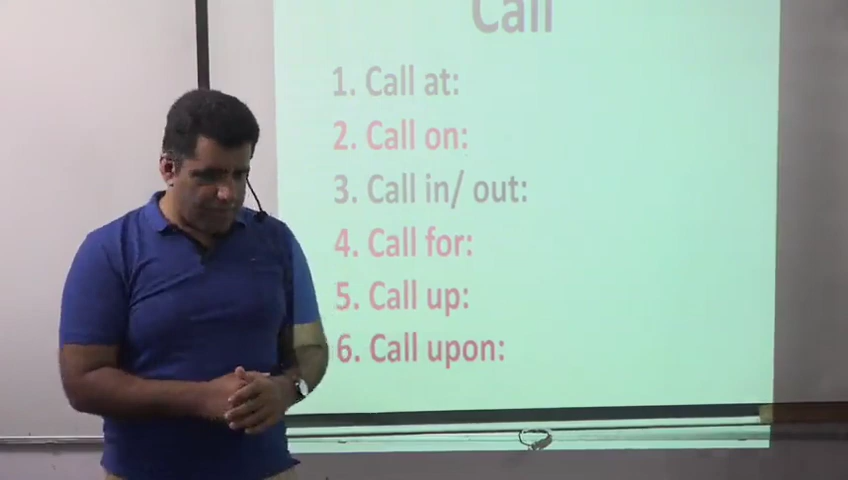 Call
1. Call at:
2. Call on:
3. Call in/ out:
4. Call for:
5. Call up:
6. Call upon: